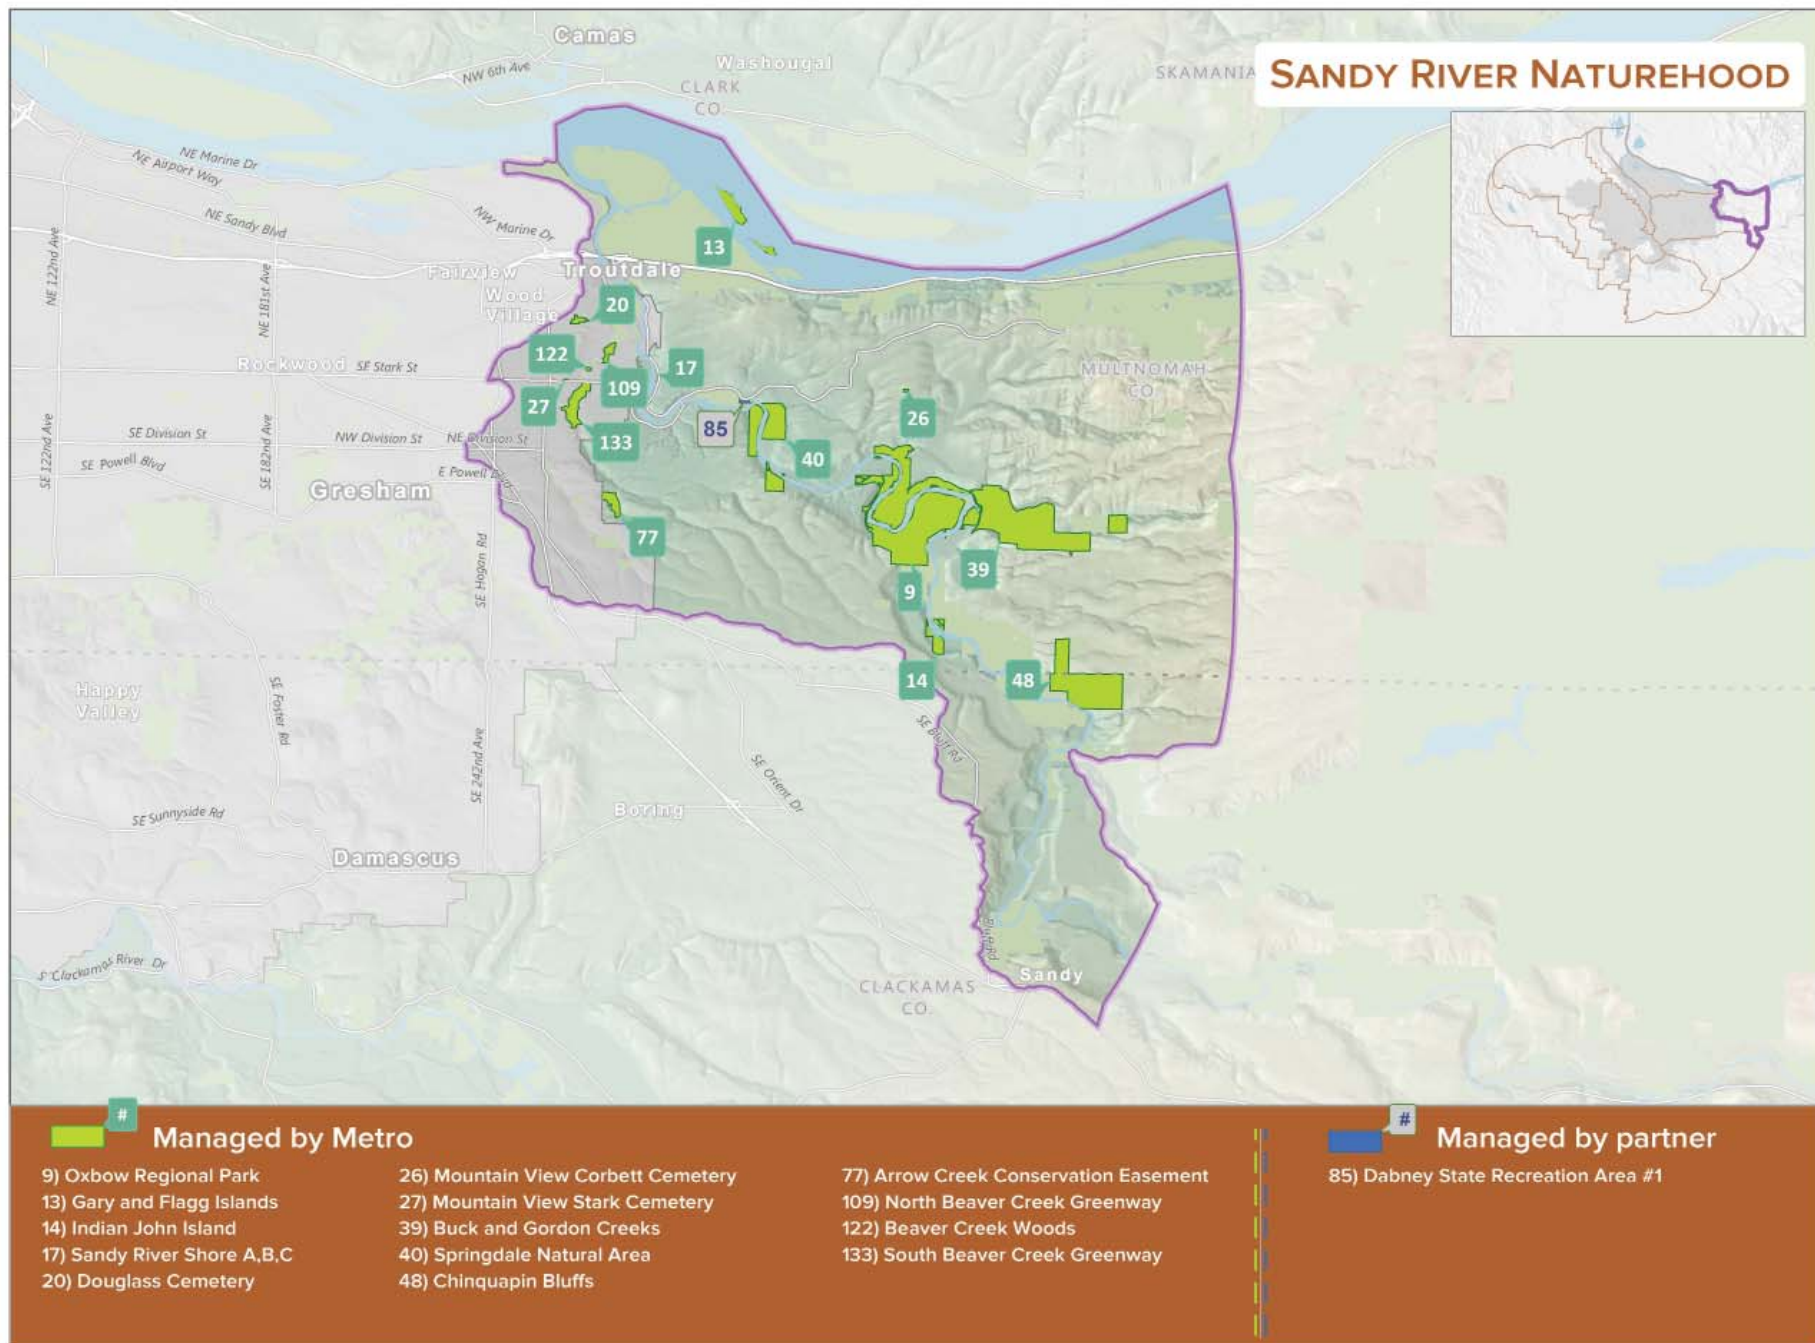 Camas
NW 6th Ave
Washougal
CLARK
CO.
SKAMANIA
SANDY RIVER NATUREHOOD
NE Marine Dr
NE Airport Way
NE Sandy Blvd
NW Marine Dr
NE 122nd Ave
NE 181st Ave
Fairview
Troutdale
Wood
Village
13
20
122
Rockwood
SE Stark St
109
17
27
MULTNOMAH
CO.
26
85
133
40
SE Division St
NW Division St
NE Division St
SE Powell Blvd
E Powell Blvd
SE 122nd Ave
SE 182nd Ave
Gresham
77
39
9
SE Hogan Rd
14
48
Happy
Valley
SE Foster Rd
SE 242nd Ave
SE Bluff Rd
SE Orient Dr
Boring
SE Sunnyside Rd
Damascus
Bluff Rd
S Clackamas River Dr
Sandy
CLACKAMAS
CO.
#
Managed by Metro
9) Oxbow Regional Park
13) Gary and Flagg Islands
14) Indian John Island
17) Sandy River Shore A,B,C
20) Douglass Cemetery
26) Mountain View Corbett Cemetery
27) Mountain View Stark Cemetery
39) Buck and Gordon Creeks
40) Springdale Natural Area
48) Chinquapin Bluffs
77) Arrow Creek Conservation Easement
109) North Beaver Creek Greenway
122) Beaver Creek Woods
133) South Beaver Creek Greenway
#
Managed by partner
85) Dabney State Recreation Area #1